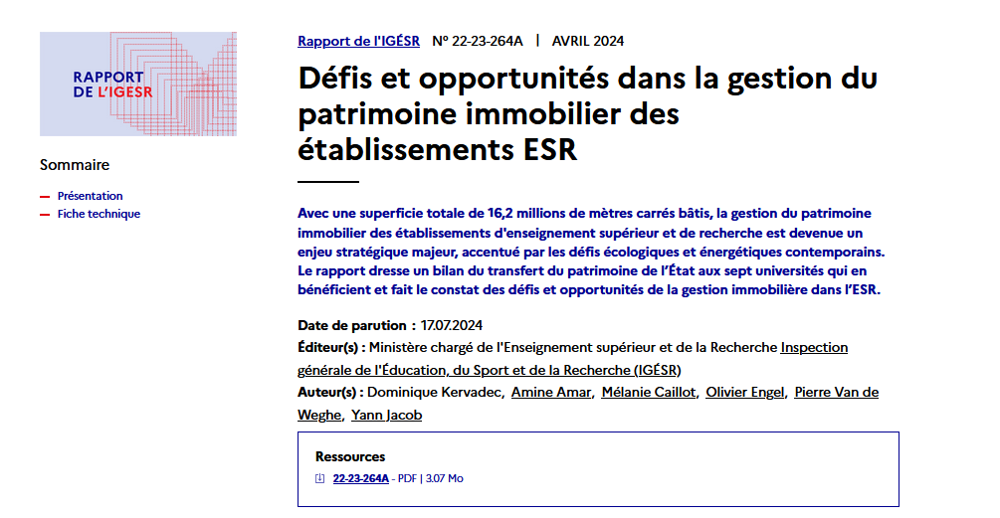 RAPPORT
DE L'IGÉSR
Sommaire
Présentation
Fiche technique
Rapport de l'IGÉSR N° 22-23-264A | AVRIL 2024
Défis et opportunités dans la gestion du
patrimoine immobilier des
établissements ESR
Avec une superficie totale de 16,2 millions de mètres carrés bâtis, la gestion du patrimoine
immobilier des établissements d'enseignement supérieur et de recherche est devenue un
enjeu stratégique majeur, accentué par les défis écologiques et énergétiques contemporains.
Le rapport dresse un bilan du transfert du patrimoine de l’État aux sept universités qui en
bénéficient et fait le constat des défis et opportunités de la gestion immobilière dans l’ESR.
Date de parution : 17.07.2024
Éditeur(s) : Ministère chargé de l'Enseignement supérieur et de la Recherche Inspection
générale de l'Éducation, du Sport et de la Recherche (IGÉSR)
Auteur(s) : Dominique Kervadec, Amine Amar, Mélanie Caillot, Olivier Engel, Pierre Van de
Weghe, Yann Jacob
Ressources
22-23-264A - PDF | 3.07 Mo